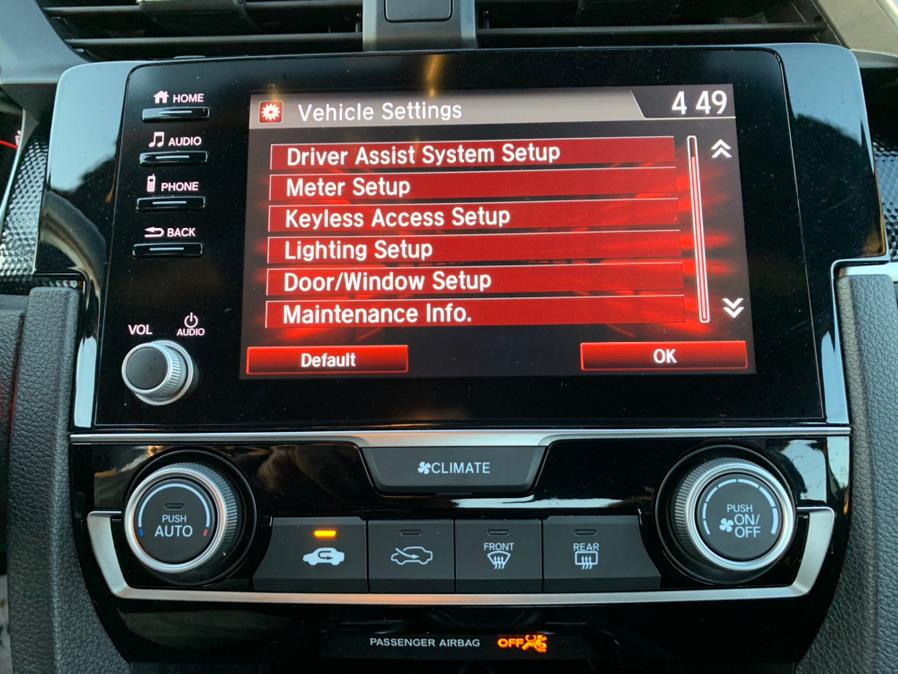 HOME
AUDIO
PHONE
BACK
VOL
AUDIO
Vehicle Settings
4 49
Driver Assist System Setup
Meter Setup
Keyless Access Setup
Lighting Setup
Door/Window Setup
Maintenance Info.
Default
OK
CLIMATE
PUSH
AUTO
FRONT
REAR
PUSH
ON/
OFF
PASSENGER AIRBAG OFF